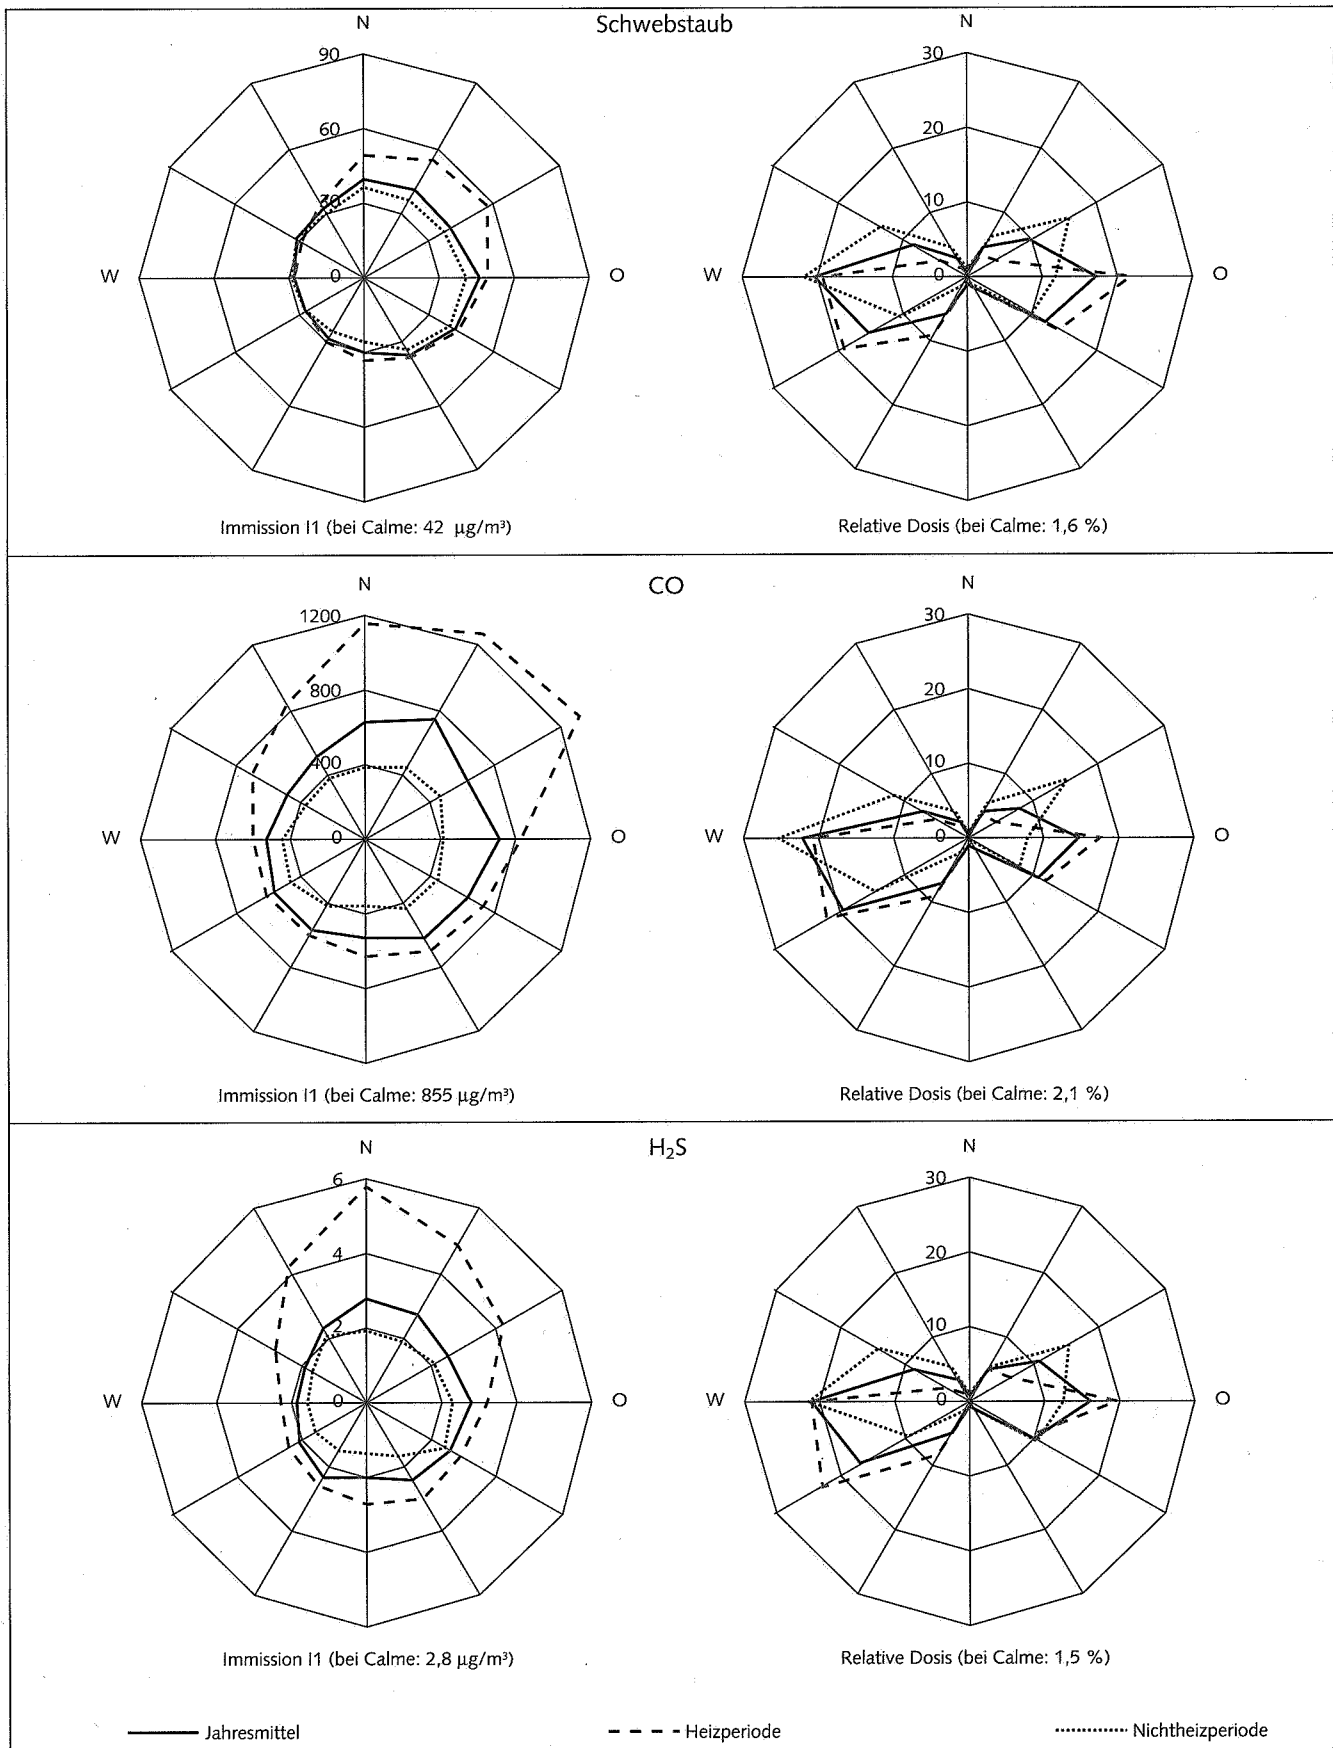 Schwebstaub
N
90
60
30
0
W
O
Immission I1 (bei Calme: 42 µg/m³)
N
30
20
10
0
W
O
Relative Dosis (bei Calme: 1,6 %)
CO
N
1200
800
400
0
W
O
Immission I1 (bei Calme: 855 µg/m³)
N
30
20
10
0
W
O
Relative Dosis (bei Calme: 2,1 %)
H₂S
N
6
4
2
0
W
O
Immission I1 (bei Calme: 2,8 µg/m³)
N
30
20
10
0
W
O
Relative Dosis (bei Calme: 1,5 %)
Jahresmittel
Heizperiode
Nichtheizperiode